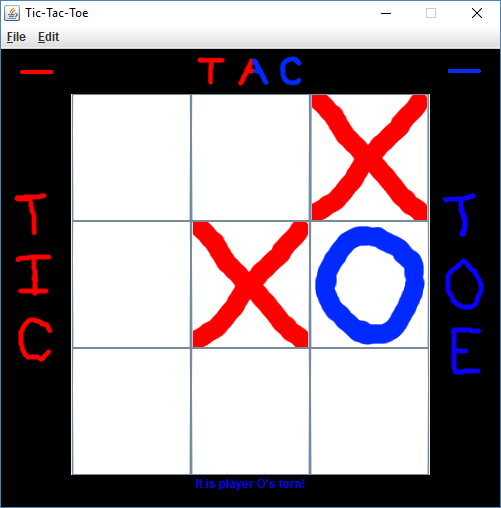 Tic-Tac-Toe
File Edit
— TAC —
TIC
X
X O
TOE
It is player O's turn!